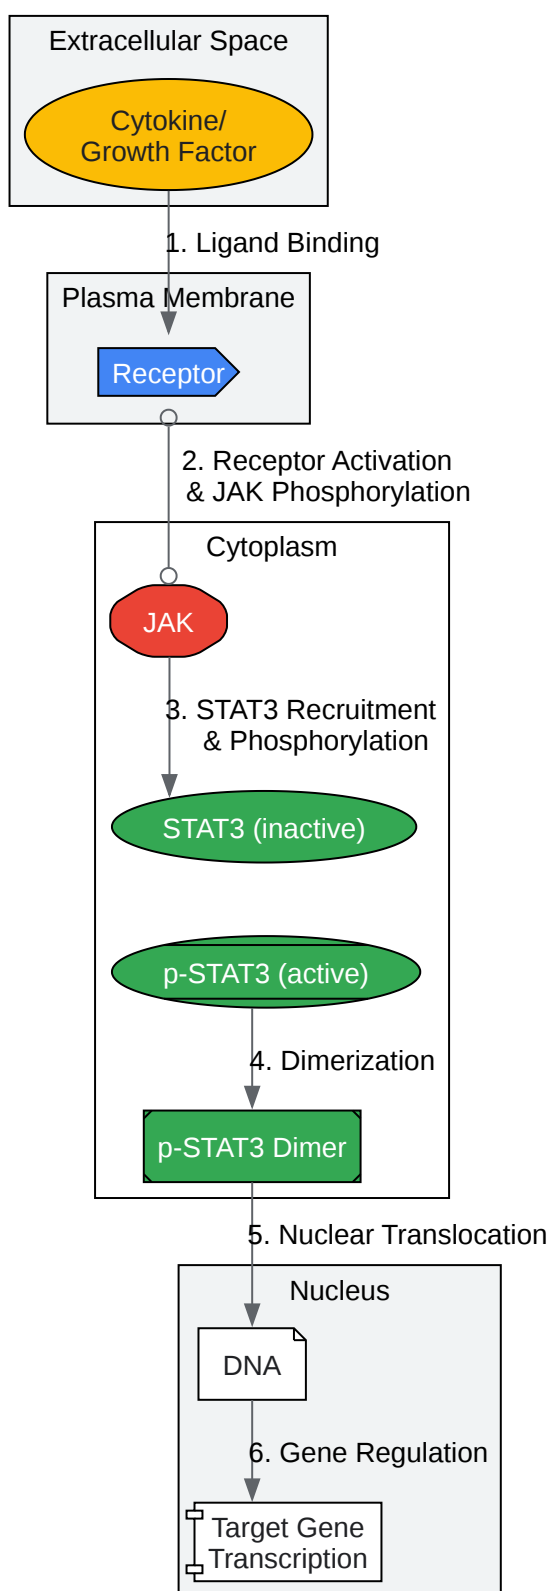 Extracellular Space
Cytokine/
Growth Factor
1. Ligand Binding
Plasma Membrane
Receptor
2. Receptor Activation
& JAK Phosphorylation
Cytoplasm
JAK
3. STAT3 Recruitment
& Phosphorylation
STAT3 (inactive)
p-STAT3 (active)
4. Dimerization
p-STAT3 Dimer
5. Nuclear Translocation
Nucleus
DNA
6. Gene Regulation
Target Gene
Transcription